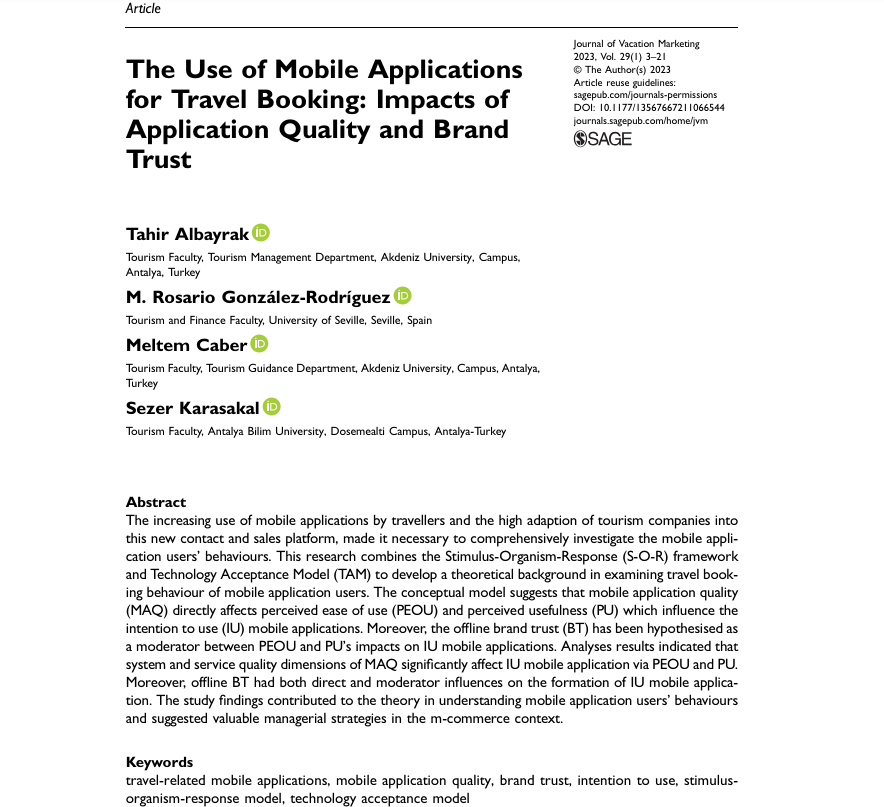 Article
The Use of Mobile Applications
for Travel Booking: Impacts of
Application Quality and Brand
Trust
Journal of Vacation Marketing
2023, Vol. 29(1) 3–21
© The Author(s) 2023
Article reuse guidelines:
sagepub.com/journals-permissions
DOI: 10.1177/13567667211066544
journals.sagepub.com/home/jvm
SAGE
Tahir Albayrak iD
Tourism Faculty, Tourism Management Department, Akdeniz University, Campus,
Antalya, Turkey
M. Rosario González-Rodríguez iD
Tourism and Finance Faculty, University of Seville, Seville, Spain
Meltem Caber iD
Tourism Faculty, Tourism Guidance Department, Akdeniz University, Campus, Antalya,
Turkey
Sezer Karasakal iD
Tourism Faculty, Antalya Bilim University, Dosemealti Campus, Antalya-Turkey
Abstract
The increasing use of mobile applications by travellers and the high adaption of tourism companies into
this new contact and sales platform, made it necessary to comprehensively investigate the mobile appli-
cation users' behaviours. This research combines the Stimulus-Organism-Response (S-O-R) framework
and Technology Acceptance Model (TAM) to develop a theoretical background in examining travel book-
ing behaviour of mobile application users. The conceptual model suggests that mobile application quality
(MAQ) directly affects perceived ease of use (PEOU) and perceived usefulness (PU) which influence the
intention to use (IU) mobile applications. Moreover, the offline brand trust (BT) has been hypothesised as
a moderator between PEOU and PU's impacts on IU mobile applications. Analyses results indicated that
system and service quality dimensions of MAQ significantly affect IU mobile application via PEOU and PU.
Moreover, offline BT had both direct and moderator influences on the formation of IU mobile applica-
tion. The study findings contributed to the theory in understanding mobile application users' behaviours
and suggested valuable managerial strategies in the m-commerce context.
Keywords
travel-related mobile applications, mobile application quality, brand trust, intention to use, stimulus-
organism-response model, technology acceptance model